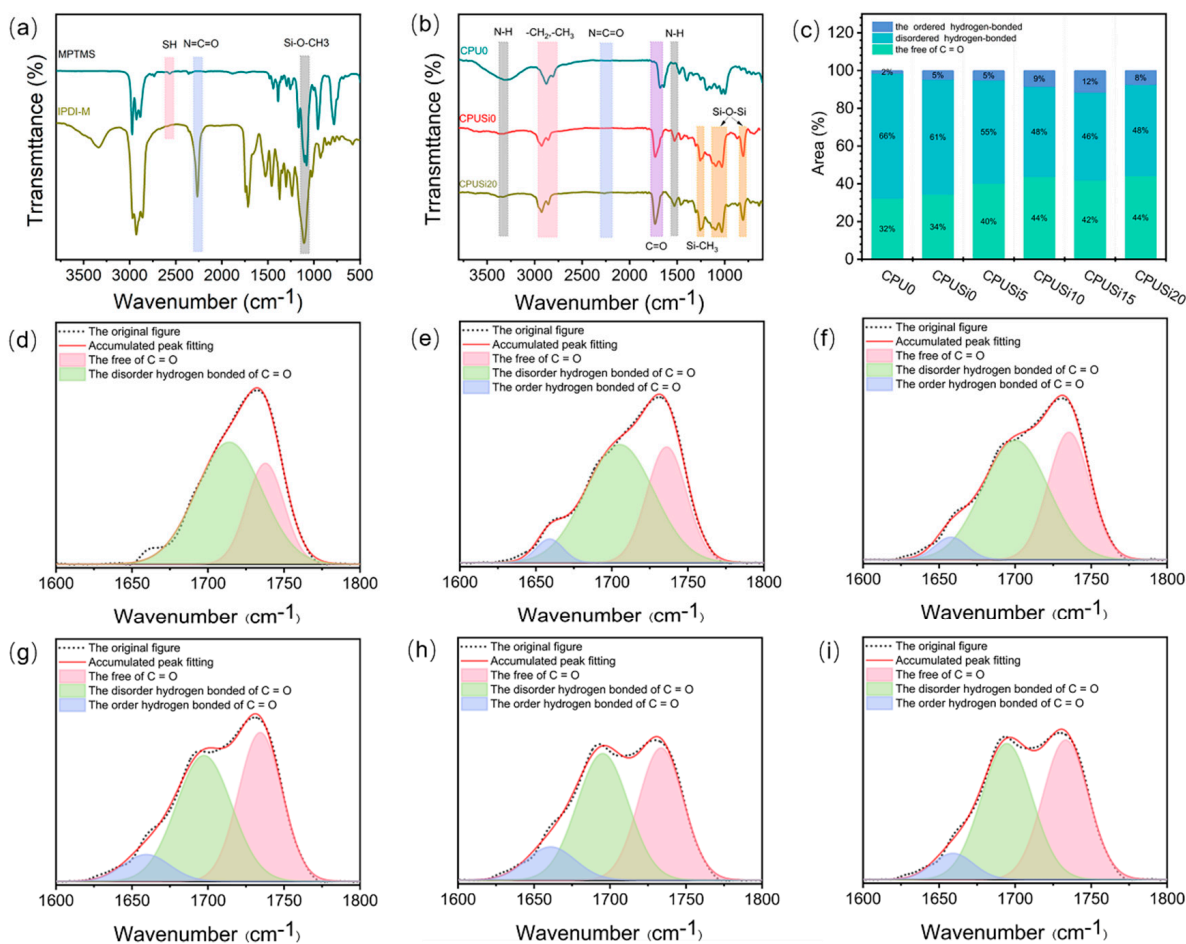 (a)
SH N=C=O Si-O-CH3
MPTMS
IPDI-M
Trransmttance (%)
3000 2500 2000 1500 1000 500
Wavenumber (cm-1)
(b)
N-H -CH2,-CH3 N=C=O N-H
CPU0
Si-O-Si
CPUSi0
CPUSi20
C=O Si-CH3
Trransmttance (%)
3500 3000 2500 2000 1500 1000
Wavenumber (cm-1)
(c)
the ordered hydrogen-bonded
disordered hydrogen-bonded
the free of C = O
Area (%)
120
100
80
60
40
20
0
2% 5% 5% 9% 12% 8%
66% 61% 55% 48% 46% 48%
32% 34% 40% 44% 42% 44%
CPU0 CPUSi0 CPUSi5 CPUSi10 CPUSi15 CPUSi20
(d)
The original figure
Accumulated peak fitting
The free of C = O
The disorder hydrogen bonded of C = O
1600 1650 1700 1750 1800
Wavenumber (cm-1)
(e)
The original figure
Accumulated peak fitting
The free of C = O
The disorder hydrogen bonded of C = O
The order hydrogen bonded of C = O
1600 1650 1700 1750 1800
Wavenumber (cm-1)
(f)
The original figure
Accumulated peak fitting
The free of C = O
The disorder hydrogen bonded of C = O
The order hydrogen bonded of C = O
1600 1650 1700 1750 1800
Wavenumber (cm-1)
(g)
The original figure
Accumulated peak fitting
The free of C = O
The disorder hydrogen bonded of C = O
The order hydrogen bonded of C = O
1600 1650 1700 1750 1800
Wavenumber (cm-1)
(h)
The original figure
Accumulated peak fitting
The free of C = O
The disorder hydrogen bonded of C = O
The order hydrogen bonded of C = O
1600 1650 1700 1750 1800
Wavenumber (cm-1)
(i)
The original figure
Accumulated peak fitting
The free of C = O
The disorder hydrogen bonded of C = O
The order hydrogen bonded of C = O
1600 1650 1700 1750 1800
Wavenumber (cm-1)